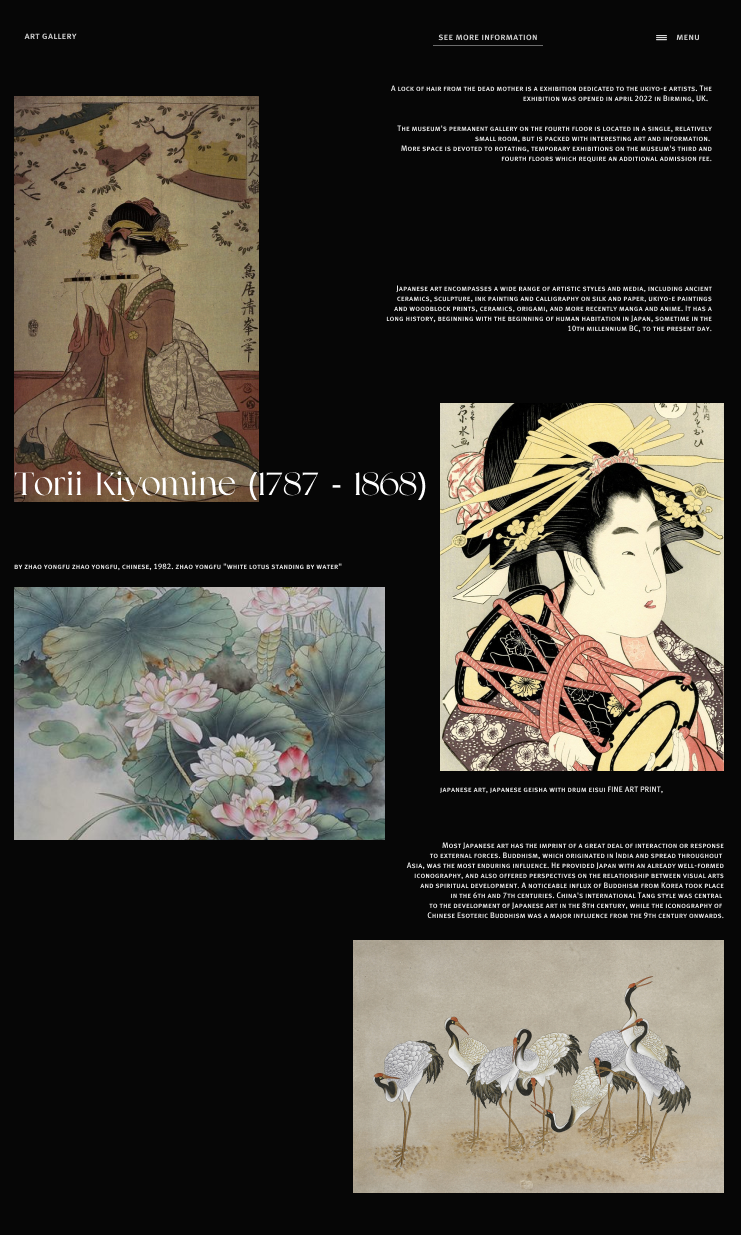 ART GALLERY
SEE MORE INFORMATION
MENU
A lock of hair from the dead mother is a exhibition dedicated to the ukiyo-e artists. The
exhibition was opened in april 2022 in Birming, UK.
The museum's permanent gallery on the fourth floor is located in a single, relatively
small room, but is packed with interesting art and information.
More space is devoted to rotating, temporary exhibitions on the museum's third and
fourth floors which require an additional admission fee.
今様五人
鳥居清峯筆
Japanese art encompasses a wide range of artistic styles and media, including ancient
ceramics, sculpture, ink painting and calligraphy on silk and paper, ukiyo-e paintings
and woodblock prints, ceramics, origami, and more recently manga and anime. It has a
long history, beginning with the beginning of human habitation in Japan, sometime in the
10th millennium BC, to the present day.
Torii Kiyomine (1787 - 1868)
by zhao yongfu zhao yongfu, chinese, 1982. zhao yongfu "white lotus standing by water"
japanese art, japanese geisha with drum eisui FINE ART PRINT,
Most Japanese art has the imprint of a great deal of interaction or response
to external forces. Buddhism, which originated in India and spread throughout
Asia, was the most enduring influence. He provided Japan with an already well-formed
iconography, and also offered perspectives on the relationship between visual arts
and spiritual development. A noticeable influx of Buddhism from Korea took place
in the 6th and 7th centuries. China's international Tang style was central
to the development of Japanese art in the 8th century, while the iconography of
Chinese Esoteric Buddhism was a major influence from the 9th century onwards.